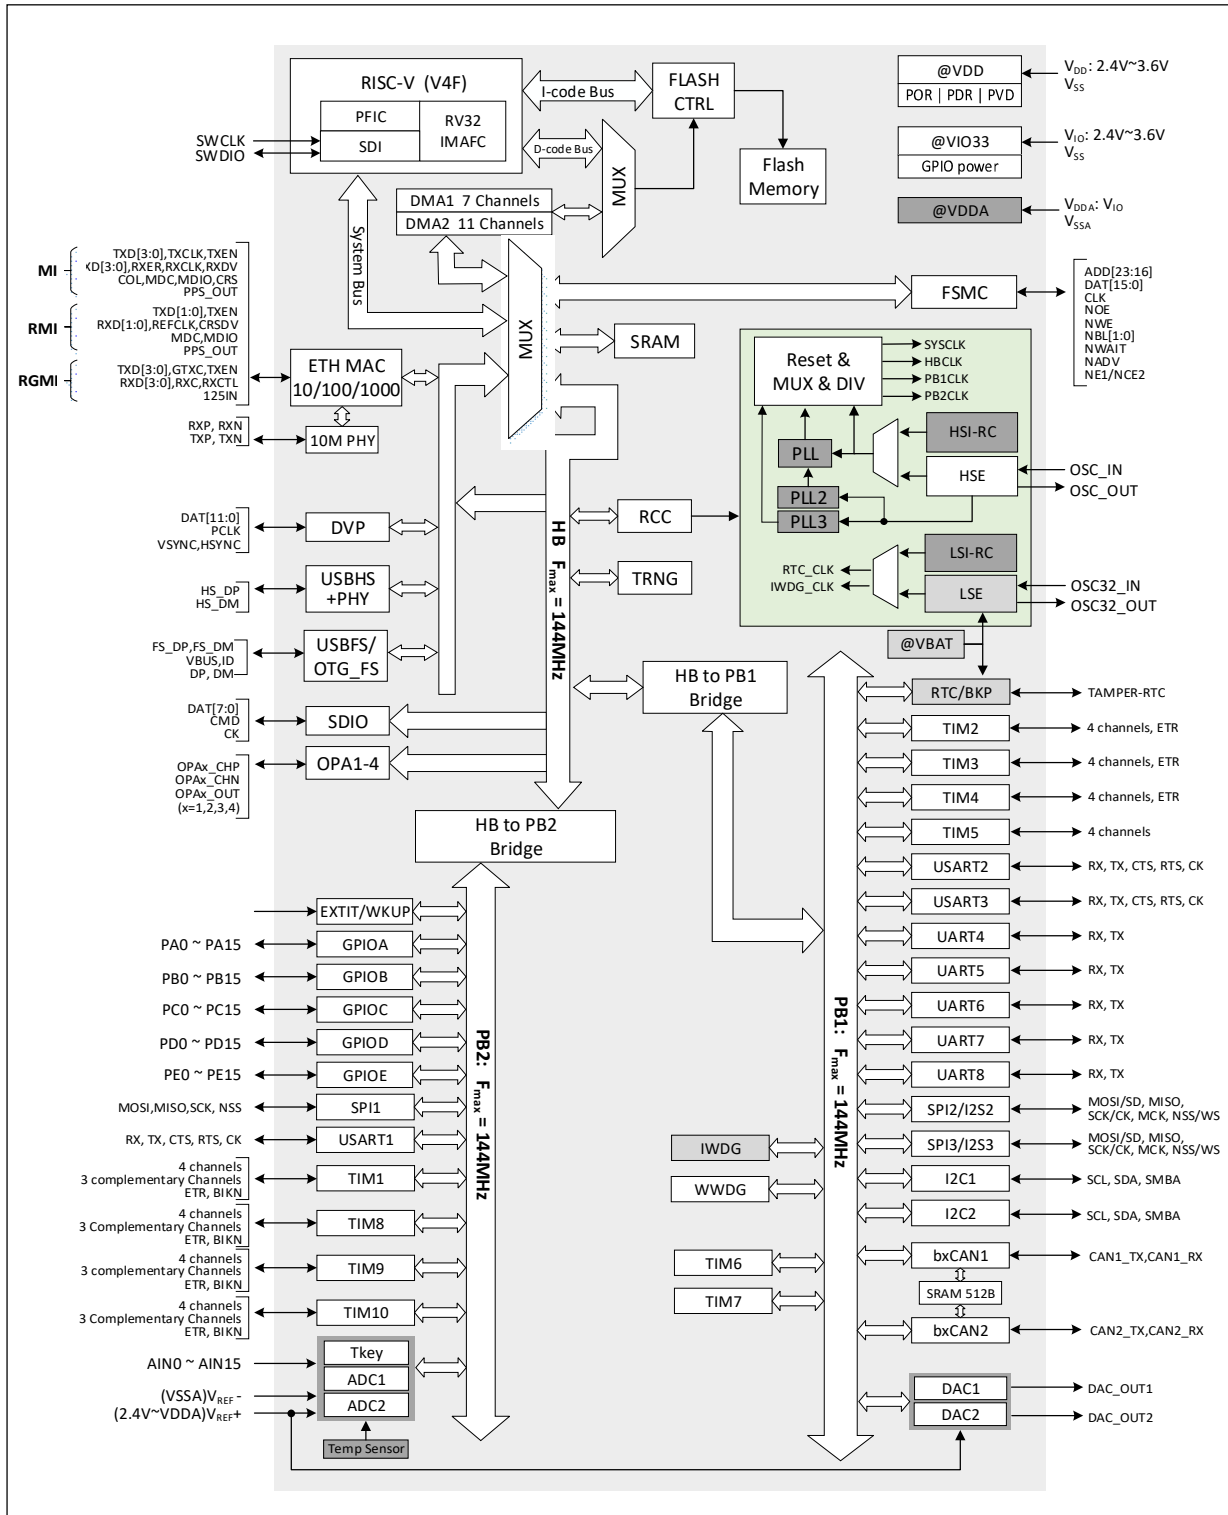 RISC-V (V4F)
PFIC
SDI
RV32
IMAFC
SWCLK
SWDIO
I-code Bus
D-code Bus
FLASH
CTRL
MUX
Flash
Memory
System Bus
DMA1 7 Channels
DMA2 11 Channels
MUX
@VDD
POR | PDR | PVD
VDD: 2.4V~3.6V
VSS
@VIO33
GPIO power
VIO: 2.4V~3.6V
VSS
@VDDA
VDDA: VIO
VSSA
MI
TXD[3:0],TXCLK,TXEN
XD[3:0],RXER,RXCLK,RXDV
COL,MDC,MDIO,CRS
PPS_OUT
RMI
TXD[1:0],TXEN
RXD[1:0],REFCLK,CRSDV
MDC,MDIO
PPS_OUT
RGMI
TXD[3:0],GTXC,TXEN
RXD[3:0],RXC,RXCTL
125IN
ETH MAC
10/100/1000
RXP, RXN
TXP, TXN
10M PHY
FSMC
ADD[23:16]
DAT[15:0]
CLK
NOE
NWE
NBL[1:0]
NWAIT
NADV
NE1/NCE2
SRAM
Reset &
MUX & DIV
SYSCLK
HBCLK
PB1CLK
PB2CLK
PLL
PLL2
PLL3
HSI-RC
HSE
OSC_IN
OSC_OUT
RTC_CLK
IWDG_CLK
LSI-RC
LSE
OSC32_IN
OSC32_OUT
@VBAT
RCC
TRNG
HB Fmax = 144MHz
DAT[11:0]
PCLK
VSYNC,HSYNC
DVP
HS_DP
HS_DM
USBHS
+PHY
FS_DP,FS_DM
VBUS,ID
DP, DM
USBFS/
OTG_FS
DAT[7:0]
CMD
CK
SDIO
OPAx_CHP
OPAx_CHN
OPAx_OUT
(x=1,2,3,4)
OPA1-4
HB to PB1
Bridge
HB to PB2
Bridge
EXTIT/WKUP
PA0 ~ PA15
GPIOA
PB0 ~ PB15
GPIOB
PC0 ~ PC15
GPIOC
PD0 ~ PD15
GPIOD
PE0 ~ PE15
GPIOE
MOSI,MISO,SCK, NSS
SPI1
RX, TX, CTS, RTS, CK
USART1
4 channels
3 complementary Channels
ETR, BIKN
TIM1
4 channels
3 Complementary Channels
ETR, BKIN
TIM8
4 channels
3 complementary Channels
ETR, BIKN
TIM9
4 channels
3 Complementary Channels
ETR, BIKN
TIM10
AIN0 ~ AIN15
Tkey
ADC1
ADC2
(VSSA)VREF -
(2.4V~VDDA)VREF+
Temp Sensor
PB2: Fmax = 144MHz
PB1: Fmax = 144MHz
IWDG
WWDG
TIM6
TIM7
RTC/BKP
TAMPER-RTC
TIM2
4 channels, ETR
TIM3
4 channels, ETR
TIM4
4 channels, ETR
TIM5
4 channels
USART2
RX, TX, CTS, RTS, CK
USART3
RX, TX, CTS, RTS, CK
UART4
RX, TX
UART5
RX, TX
UART6
RX, TX
UART7
RX, TX
UART8
RX, TX
SPI2/I2S2
MOSI/SD, MISO,
SCK/CK, MCK, NSS/WS
SPI3/I2S3
MOSI/SD, MISO,
SCK/CK, MCK, NSS/WS
I2C1
SCL, SDA, SMBA
I2C2
SCL, SDA, SMBA
bxCAN1
CAN1_TX,CAN1_RX
SRAM 512B
bxCAN2
CAN2_TX,CAN2_RX
DAC1
DAC_OUT1
DAC2
DAC_OUT2